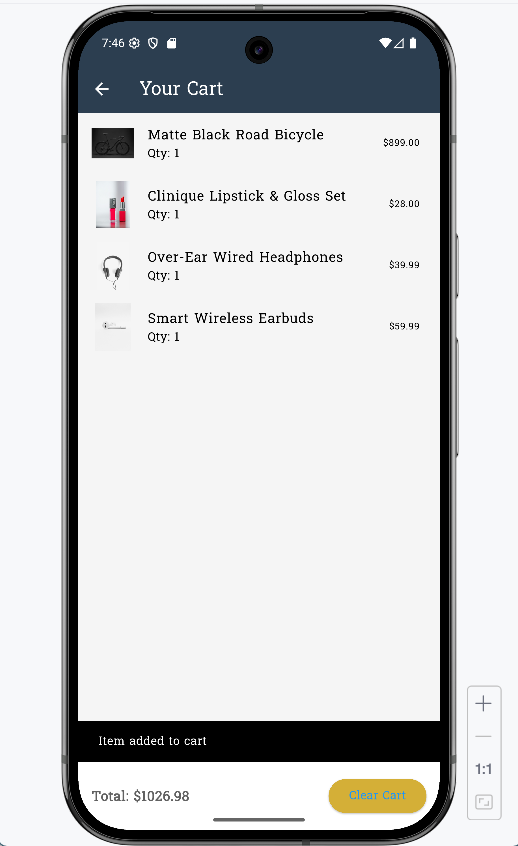 7:46
Your Cart
Matte Black Road Bicycle
Qty: 1
$899.00
Clinique Lipstick & Gloss Set
Qty: 1
$28.00
Over-Ear Wired Headphones
Qty: 1
$39.99
Smart Wireless Earbuds
Qty: 1
$59.99
Item added to cart
Total: $1026.98
Clear Cart
1:1